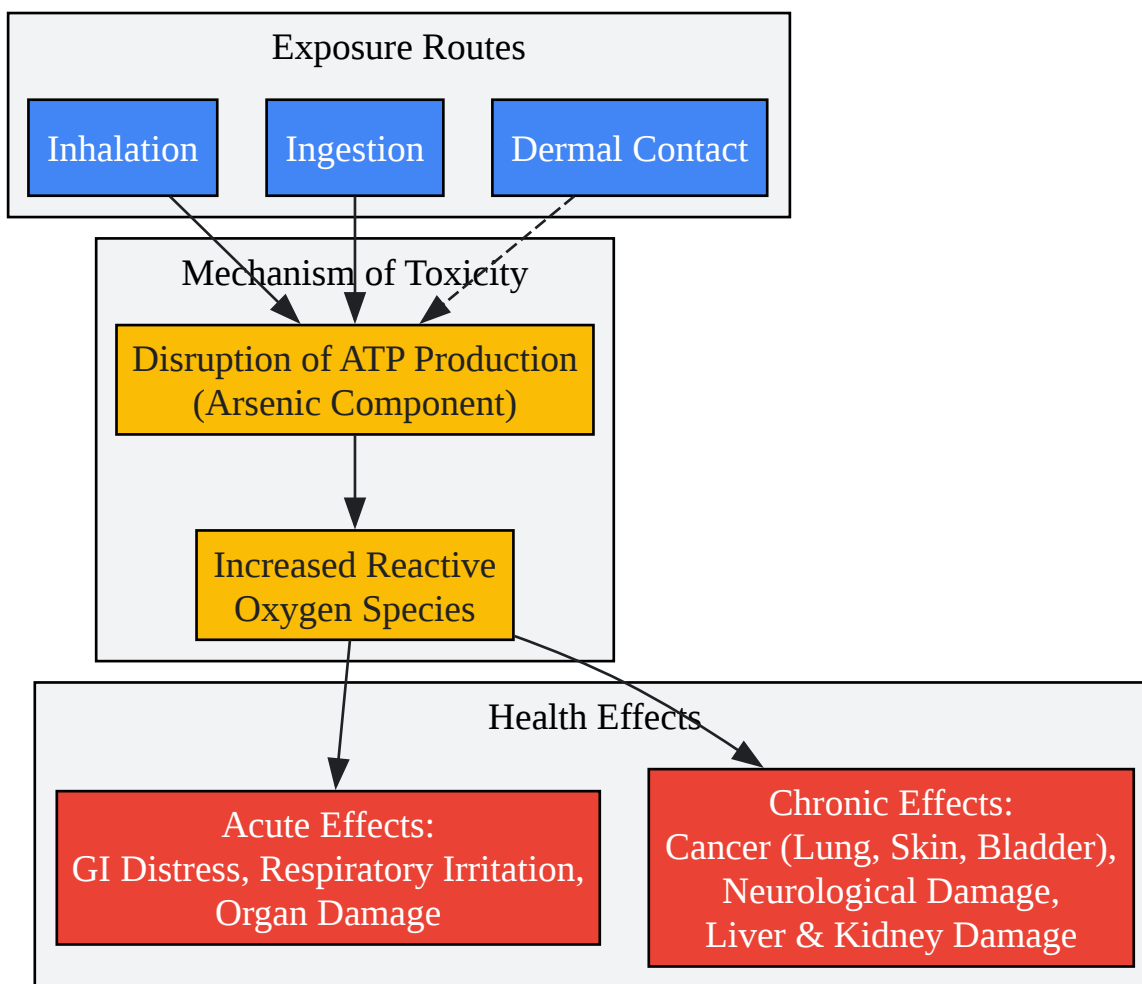 Exposure Routes
Inhalation
Ingestion
Dermal Contact
Mechanism of Toxicity
Disruption of ATP Production
(Arsenic Component)
Increased Reactive
Oxygen Species
Health Effects
Acute Effects:
GI Distress, Respiratory Irritation,
Organ Damage
Chronic Effects:
Cancer (Lung, Skin, Bladder),
Neurological Damage,
Liver & Kidney Damage